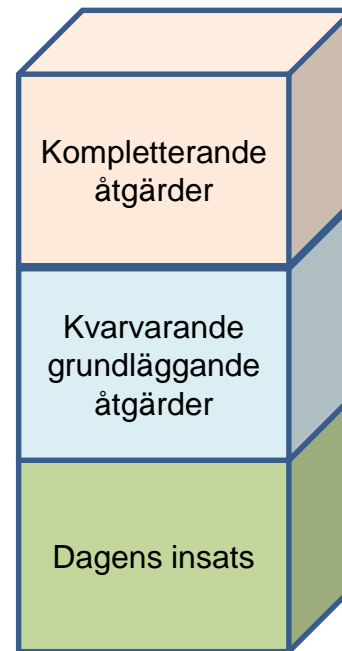 Kompletterande
åtgärder
Kvarvarande
grundläggande
åtgärder
Dagens insats